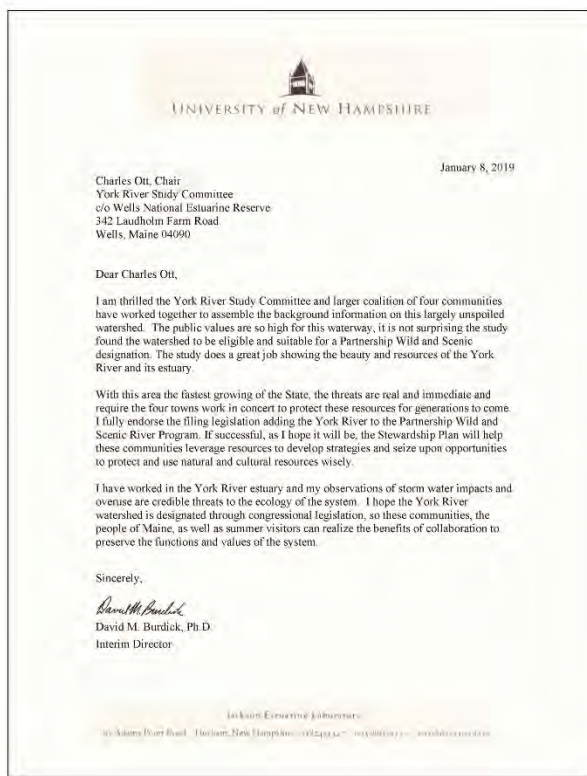 UNIVERSITY of NEW HAMPSHIRE
January 8, 2019
Charles Ott, Chair
York River Study Committee
c/o Wells National Estuarine Reserve
342 Laudholm Farm Road
Wells, Maine 04090
Dear Charles Ott,
I am thrilled the York River Study Committee and larger coalition of four communities
have worked together to assemble the background information on this largely unspoiled
watershed. The public values are so high for this waterway, it is not surprising the study
found the watershed to be eligible and suitable for a Partnership Wild and Scenic
designation. The study does a great job showing the beauty and resources of the York
River and its estuary.
With this area the fastest growing of the State, the threats are real and immediate and
require the four towns work in concert to protect these resources for generations to come.
I fully endorse the filing legislation adding the York River to the Partnership Wild and
Scenic River Program. If successful, as I hope it will be, the Stewardship Plan will help
these communities leverage resources to develop strategies and seize upon opportunities
to protect and use natural and cultural resources wisely.
I have worked in the York River estuary and my observations of storm water impacts and
overuse are credible threats to the ecology of the system. I hope the York River
watershed is designated through congressional legislation, so these communities, the
people of Maine, as well as summer visitors can realize the benefits of collaboration to
preserve the functions and values of the system.
Sincerely,
David M. Burdick
David M. Burdick, Ph.D.
Interim Director
Jackson Estuarine Laboratory
Adams Point Road Durham, New Hampshire